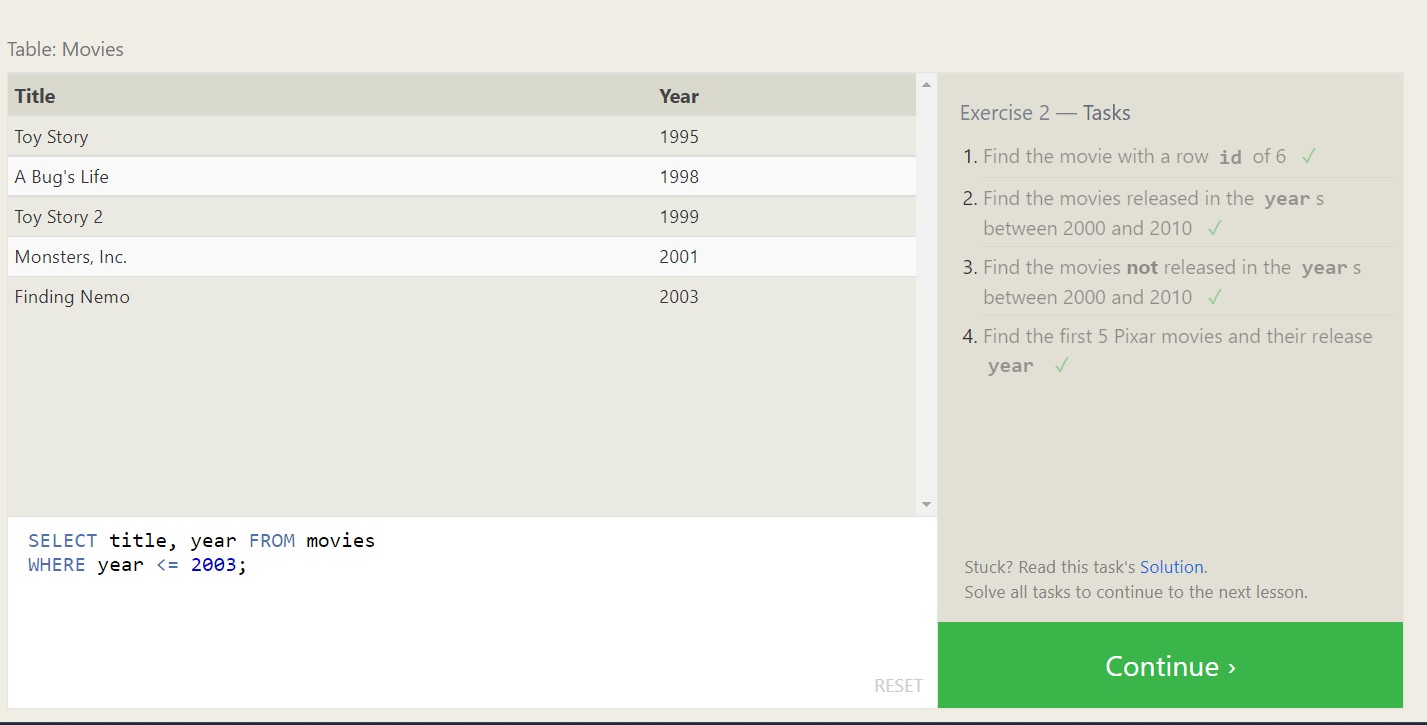 Table: Movies
Title Year
Toy Story 1995
A Bug's Life 1998
Toy Story 2 1999
Monsters, Inc. 2001
Finding Nemo 2003
SELECT title, year FROM movies
WHERE year <= 2003;
RESET
Exercise 2 — Tasks
1. Find the movie with a row id of 6 ✓
2. Find the movies released in the year s
between 2000 and 2010 ✓
3. Find the movies not released in the year s
between 2000 and 2010 ✓
4. Find the first 5 Pixar movies and their release
year ✓
Stuck? Read this task's Solution.
Solve all tasks to continue to the next lesson.
Continue ›